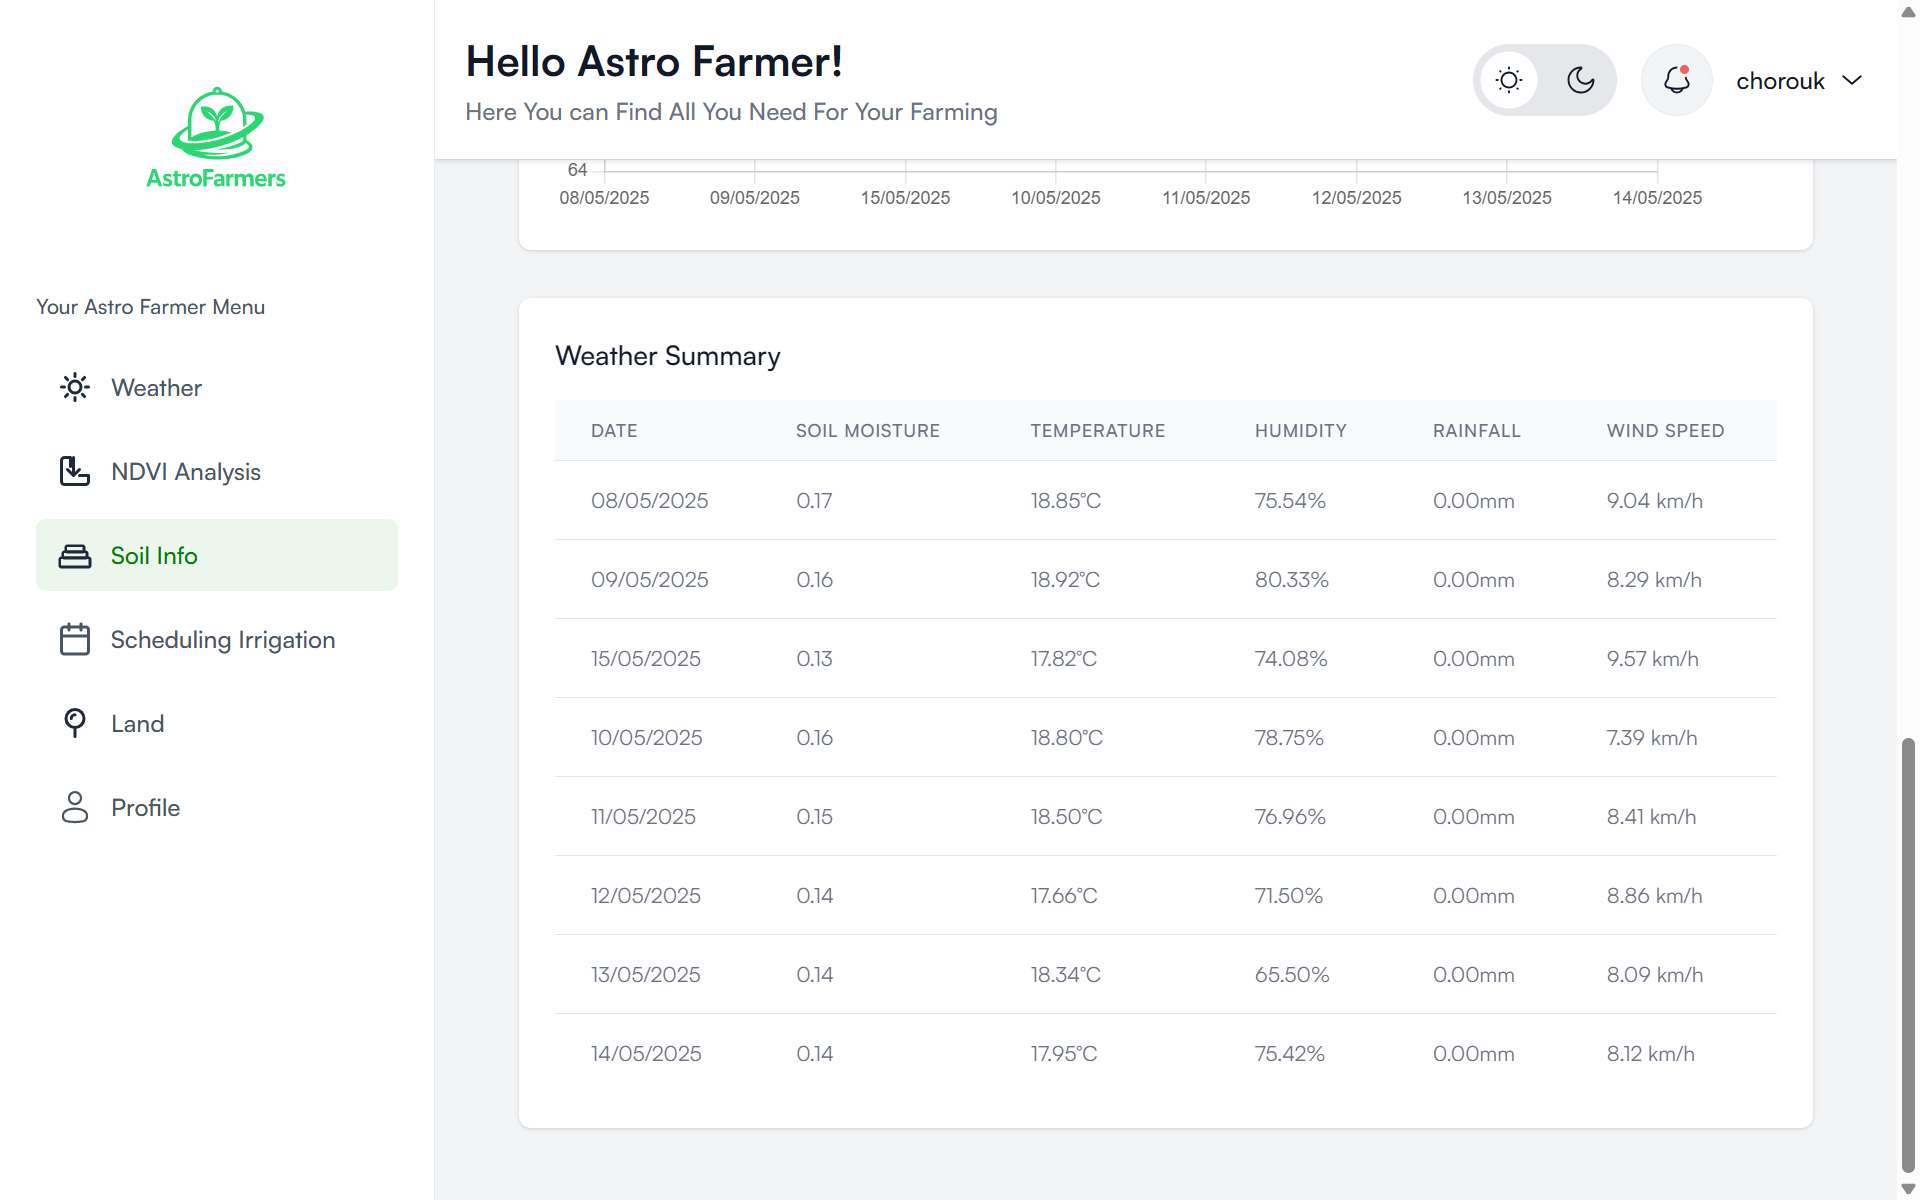 AstroFarmers
Your Astro Farmer Menu
Weather
NDVI Analysis
Soil Info
Scheduling Irrigation
Land
Profile
Hello Astro Farmer!
Here You can Find All You Need For Your Farming
chorouk
64
08/05/2025 09/05/2025 15/05/2025 10/05/2025 11/05/2025 12/05/2025 13/05/2025 14/05/2025
Weather Summary
DATE SOIL MOISTURE TEMPERATURE HUMIDITY RAINFALL WIND SPEED
08/05/2025 0.17 18.85°C 75.54% 0.00mm 9.04 km/h
09/05/2025 0.16 18.92°C 80.33% 0.00mm 8.29 km/h
15/05/2025 0.13 17.82°C 74.08% 0.00mm 9.57 km/h
10/05/2025 0.16 18.80°C 78.75% 0.00mm 7.39 km/h
11/05/2025 0.15 18.50°C 76.96% 0.00mm 8.41 km/h
12/05/2025 0.14 17.66°C 71.50% 0.00mm 8.86 km/h
13/05/2025 0.14 18.34°C 65.50% 0.00mm 8.09 km/h
14/05/2025 0.14 17.95°C 75.42% 0.00mm 8.12 km/h